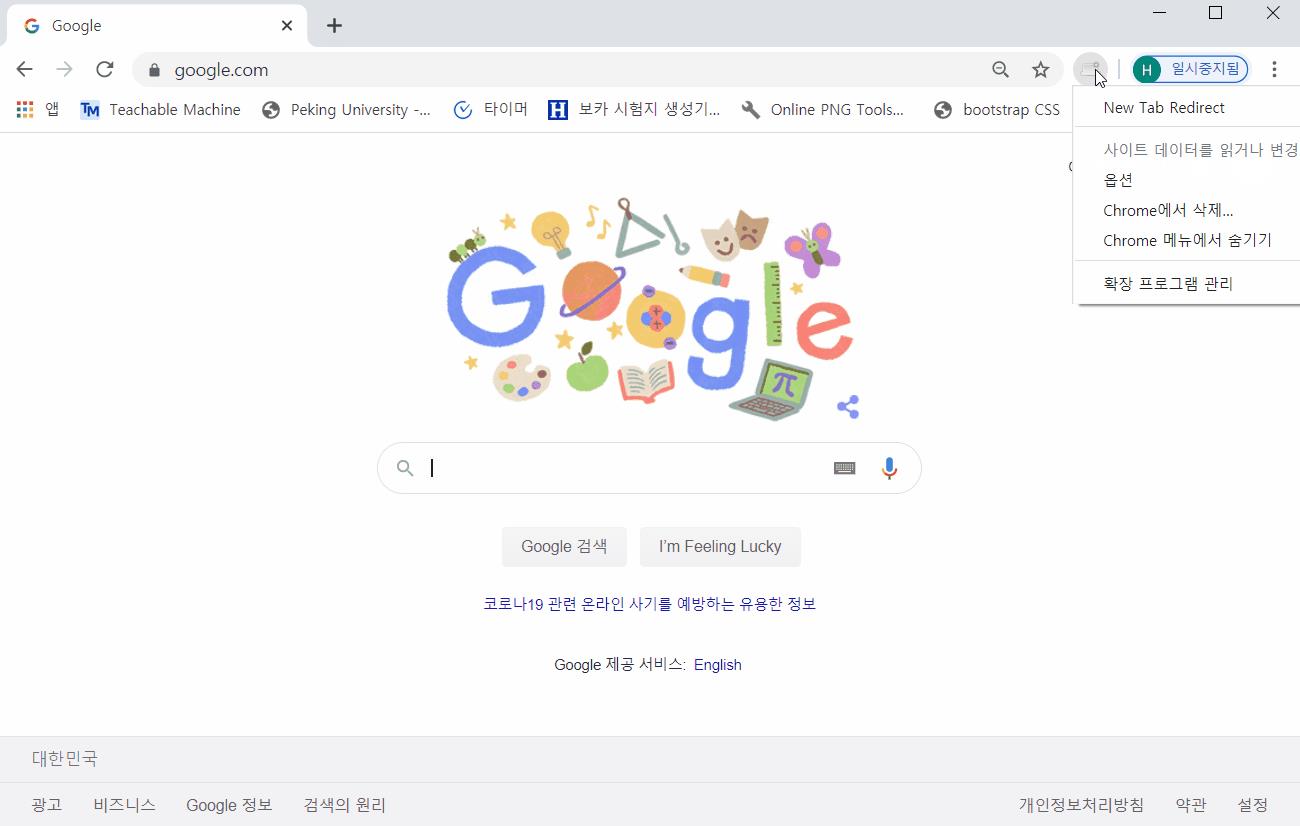 Google
google.com
H 일시중지됨
앱 TM Teachable Machine Peking University -... 타이머 H 보카 시험지 생성기... Online PNG Tools... bootstrap CSS
New Tab Redirect
사이트 데이터를 읽거나 변경
옵션
Chrome에서 삭제...
Chrome 메뉴에서 숨기기
확장 프로그램 관리
Google
π
Google 검색 I'm Feeling Lucky
코로나19 관련 온라인 사기를 예방하는 유용한 정보
Google 제공 서비스: English
대한민국
광고 비즈니스 Google 정보 검색의 원리 개인정보처리방침 약관 설정